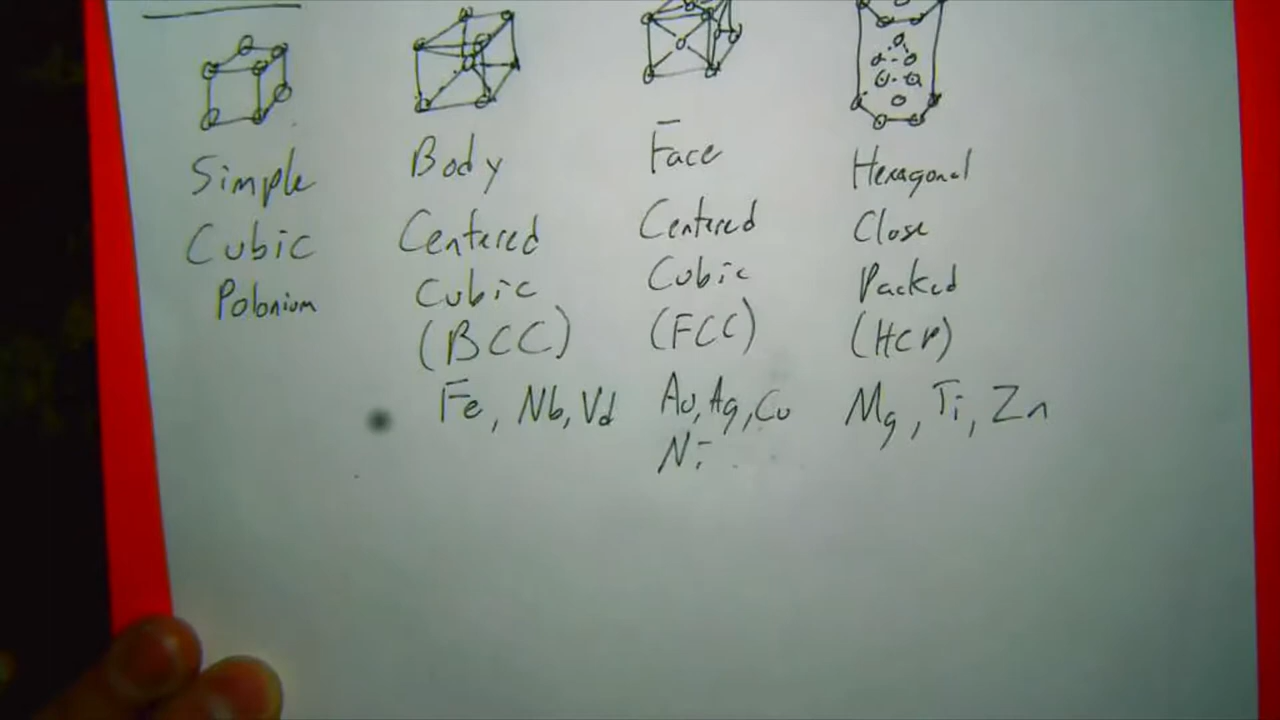 Simple
Cubic
Polonium
Body
Centered
Cubic
(BCC)
Fe, Nb, Vd
Face
Centered
Cubic
(FCC)
Au, Ag, Cu
Ni
Hexagonal
Close
Packed
(HCP)
Mg, Ti, Zn